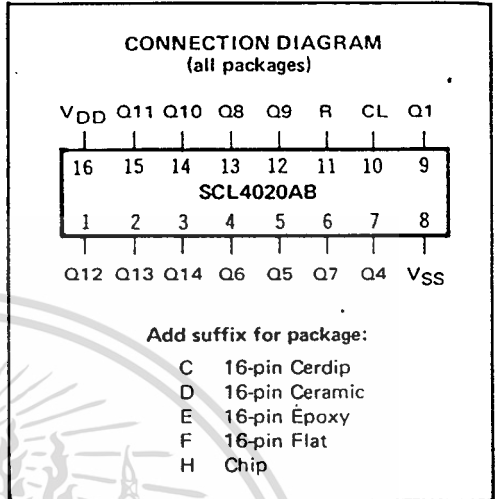 CONNECTION DIAGRAM
(all packages)
VDD Q11 Q10 Q8 Q9 R CL Q1
16 15 14 13 12 11 10 9
SCL4020AB
1 2 3 4 5 6 7 8
Q12 Q13 Q14 Q6 Q5 Q7 Q4 VSS
Add suffix for package:
C 16-pin Cerdip
D 16-pin Ceramic
E 16-pin Epoxy
F 16-pin Flat
H Chip